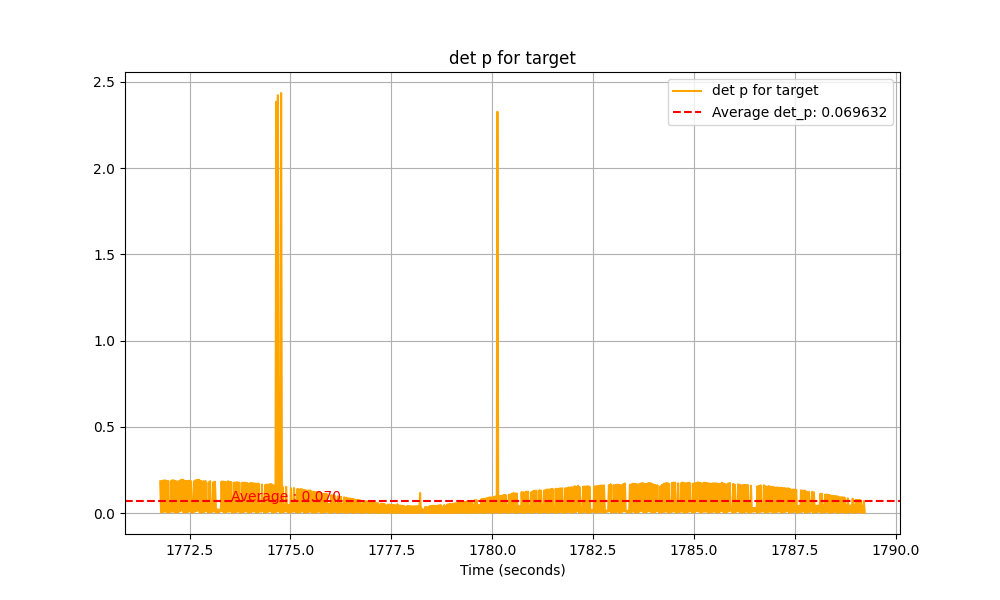 det p for target
2.5
2.0
1.5
1.0
0.5
0.0
det p for target
Average det_p: 0.069632
Average : 0.070
1772.5 1775.0 1777.5 1780.0 1782.5 1785.0 1787.5 1790.0
Time (seconds)